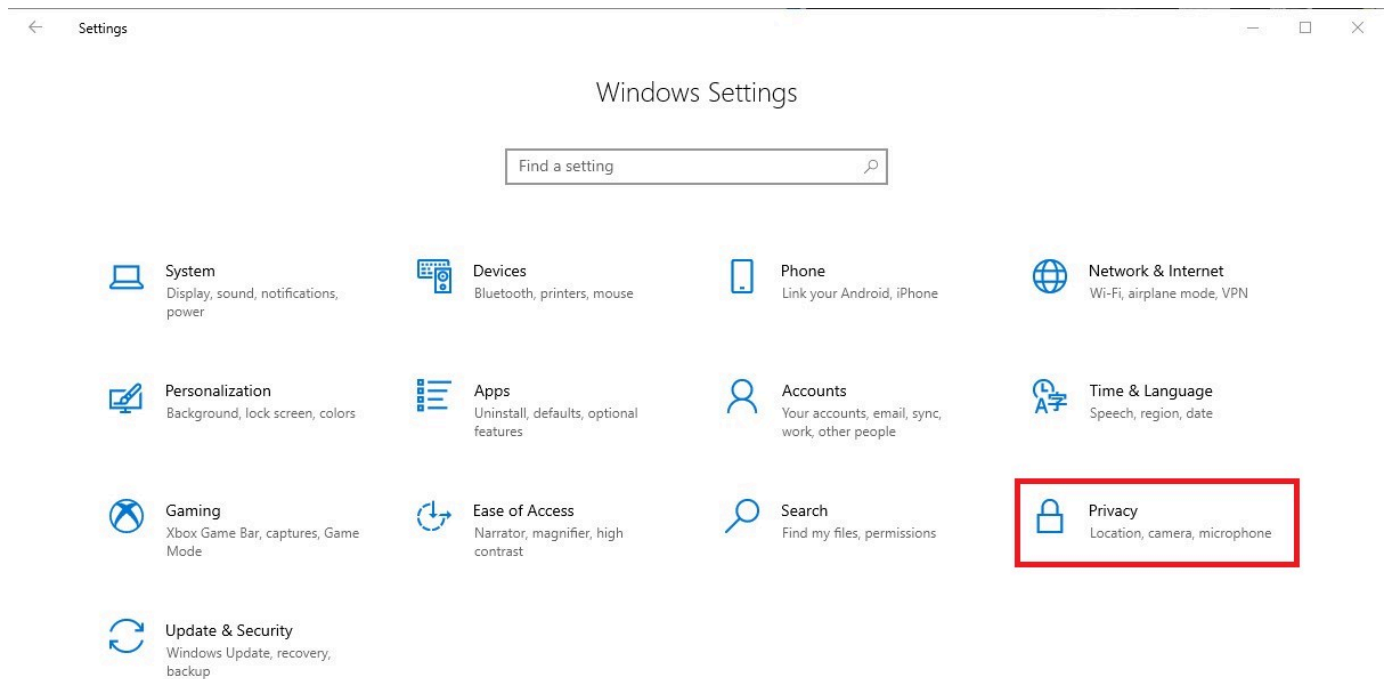 Settings
Windows Settings
Find a setting
System
Display, sound, notifications,
power
Devices
Bluetooth, printers, mouse
Phone
Link your Android, iPhone
Network & Internet
Wi-Fi, airplane mode, VPN
Personalization
Background, lock screen, colors
Apps
Uninstall, defaults, optional
features
Accounts
Your accounts, email, sync,
work, other people
Time & Language
Speech, region, date
Gaming
Xbox Game Bar, captures, Game
Mode
Ease of Access
Narrator, magnifier, high
contrast
Search
Find my files, permissions
Privacy
Location, camera, microphone
Update & Security
Windows Update, recovery,
backup